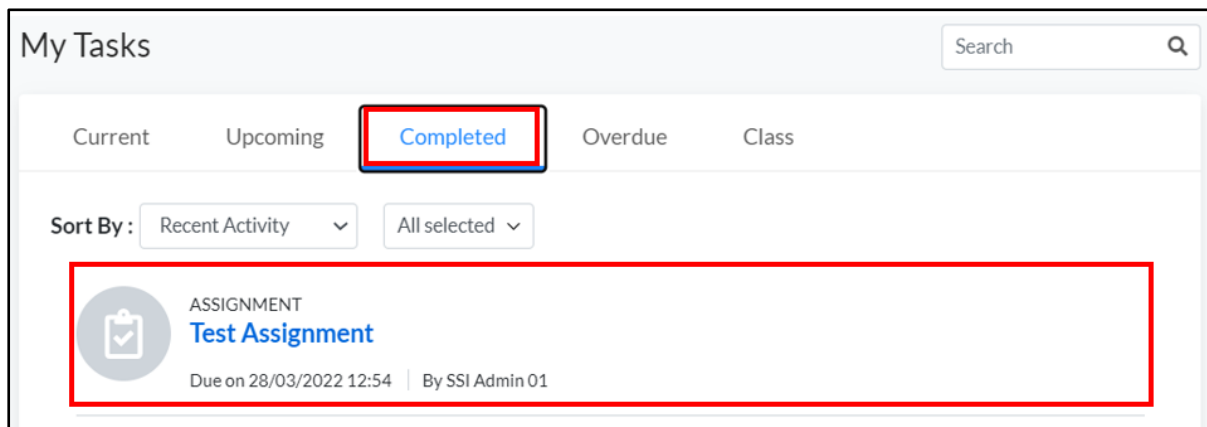 My Tasks
Search
Current Upcoming Completed Overdue Class
Sort By : Recent Activity All selected
ASSIGNMENT
Test Assignment
Due on 28/03/2022 12:54 By SSI Admin 01